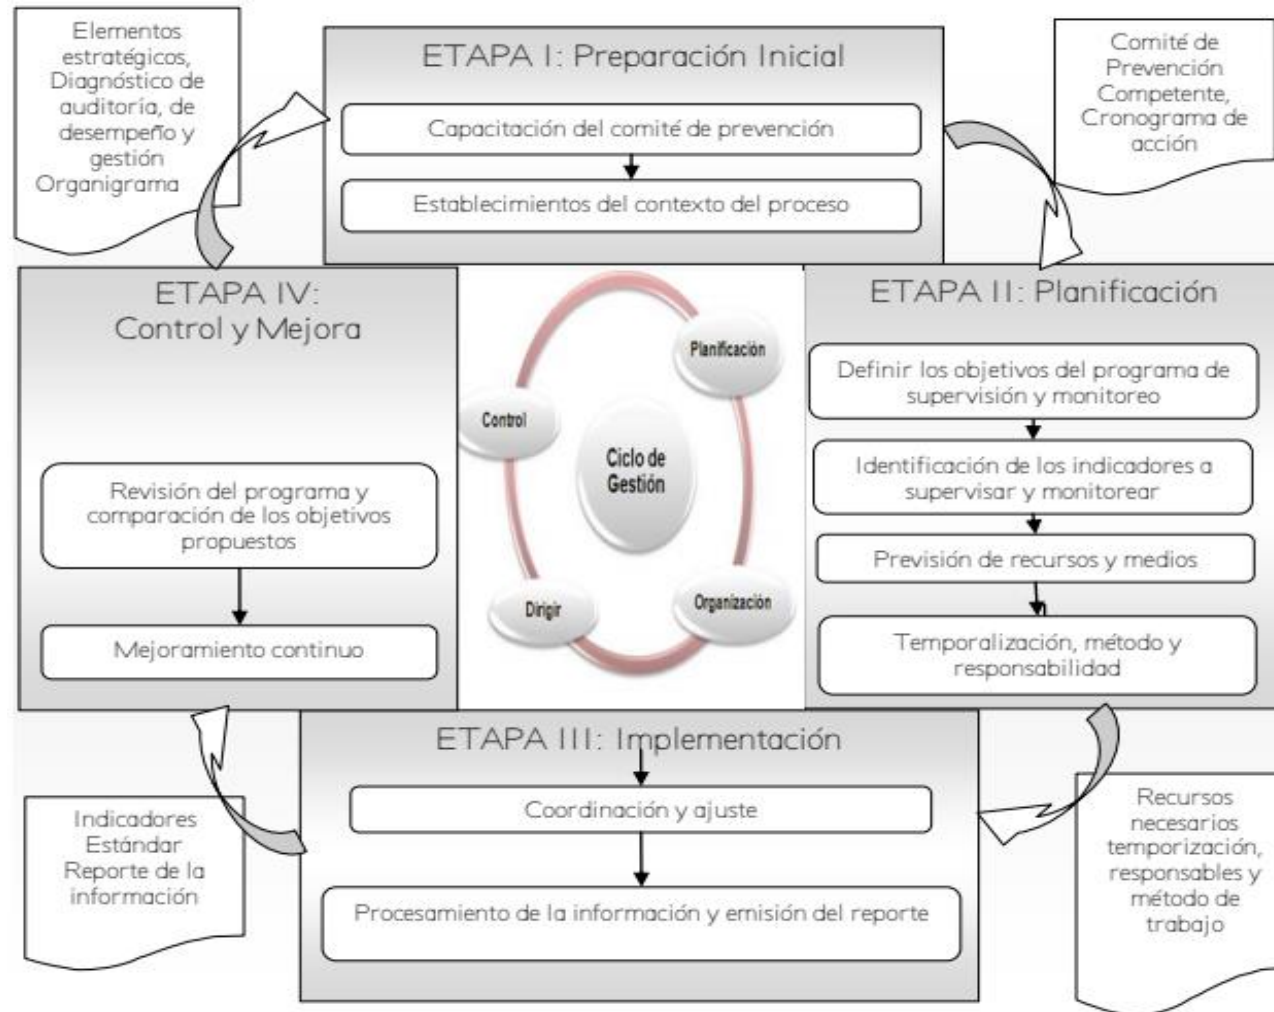 Elementos
estratégicos,
Diagnóstico de
auditoría, de
desempeño y
gestión
Organigrama
ETAPA I: Preparación Inicial
Capacitación del comité de prevención
Establecimientos del contexto del proceso
Comité de
Prevención
Competente,
Cronograma de
acción
ETAPA II: Planificación
Definir los objetivos del programa de
supervisión y monitoreo
Identificación de los indicadores a
supervisar y monitorear
Previsión de recursos y medios
Temporalización, método y
responsabilidad
ETAPA IV:
Control y Mejora
Revisión del programa y
comparación de los objetivos
propuestos
Mejoramiento continuo
Planificación
Control
Ciclo de
Gestión
Dirigir
Organización
ETAPA III: Implementación
Coordinación y ajuste
Procesamiento de la información y emisión del reporte
Indicadores
Estándar
Reporte de la
información
Recursos
necesarios
temporización,
responsables y
método de
trabajo